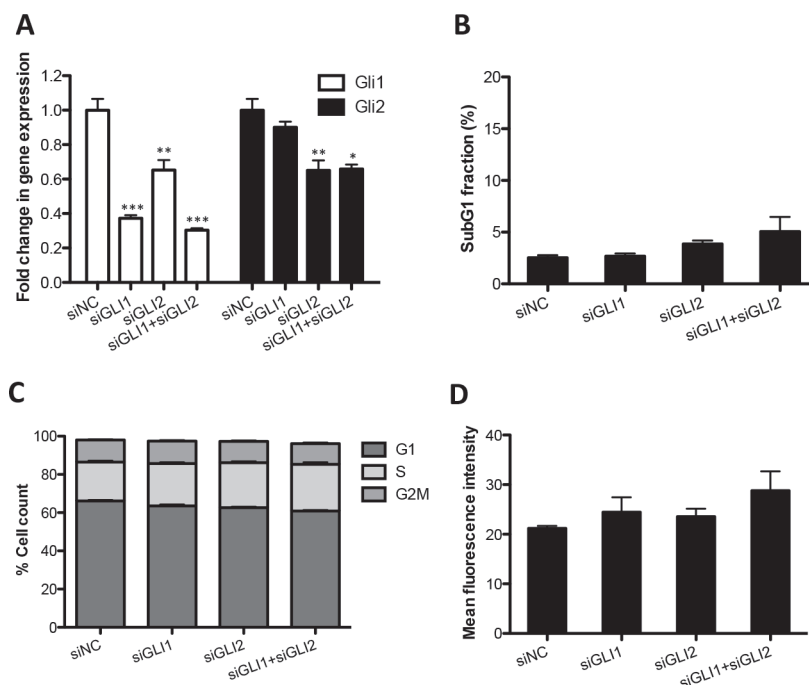 A
Fold change in gene expression
1.2
1.0
0.8
0.6
0.4
0.2
0.0
Gli1
Gli2
***
**
***
**
*
siNC
siGLI1
siGLI2
siGLI1+siGLI2
siNC
siGLI1
siGLI2
siGLI1+siGLI2
B
SubG1 fraction (%)
20
15
10
5
0
siNC
siGLI1
siGLI2
siGLI1+siGLI2
C
% Cell count
100
80
60
40
20
0
G1
S
G2M
siNC
siGLI1
siGLI2
siGLI1+siGLI2
D
Mean fluorescence intensity
40
30
20
10
0
siNC
siGLI1
siGLI2
siGLI1+siGLI2